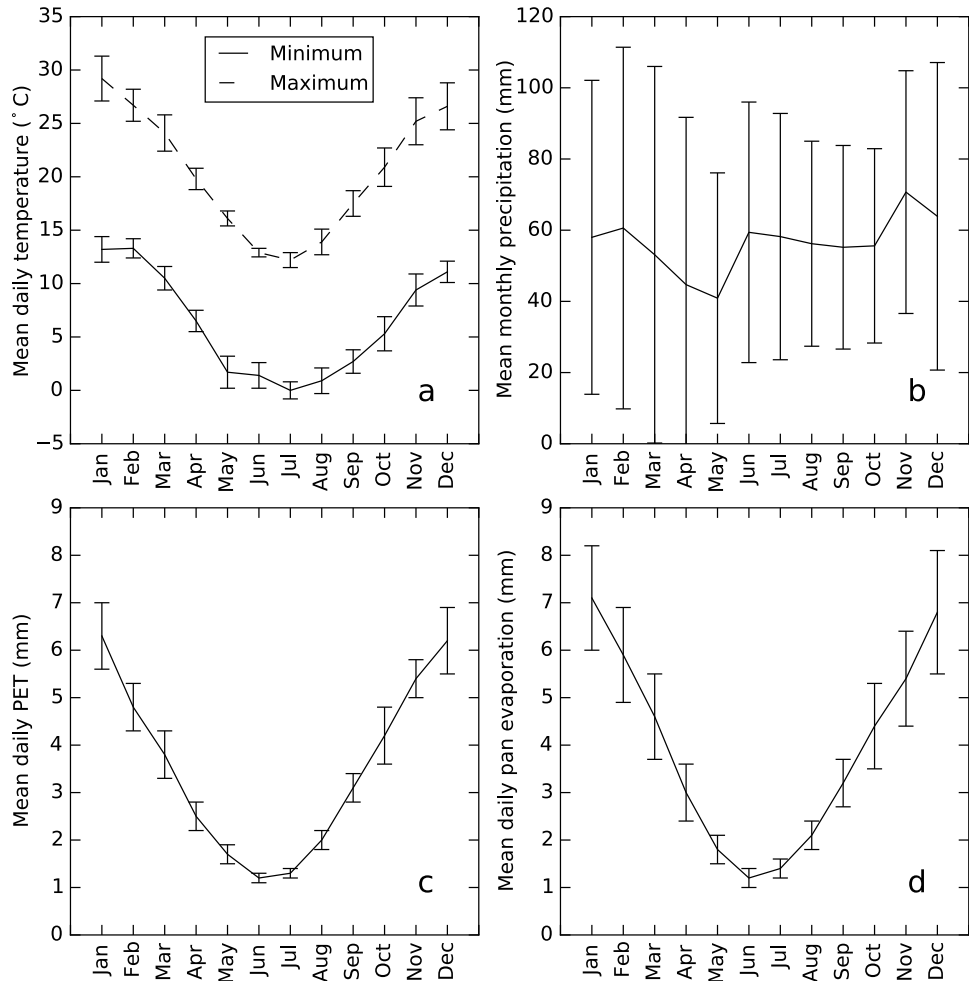 35
30
25
20
15
10
5
0
−5
Mean daily temperature (°C)
Minimum
Maximum
a
Jan Feb Mar Apr May Jun Jul Aug Sep Oct Nov Dec
120
100
80
60
40
20
0
Mean monthly precipitation (mm)
b
Jan Feb Mar Apr May Jun Jul Aug Sep Oct Nov Dec
9
8
7
6
5
4
3
2
1
0
Mean daily PET (mm)
c
Jan Feb Mar Apr May Jun Jul Aug Sep Oct Nov Dec
9
8
7
6
5
4
3
2
1
0
Mean daily pan evaporation (mm)
d
Jan Feb Mar Apr May Jun Jul Aug Sep Oct Nov Dec